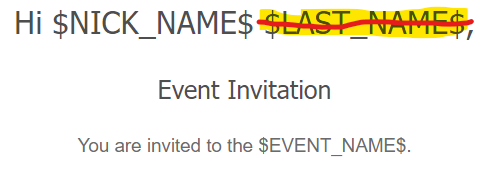 Hi $NICK_NAME$ $LAST_NAME$,
Event Invitation
You are invited to the $EVENT_NAME$.